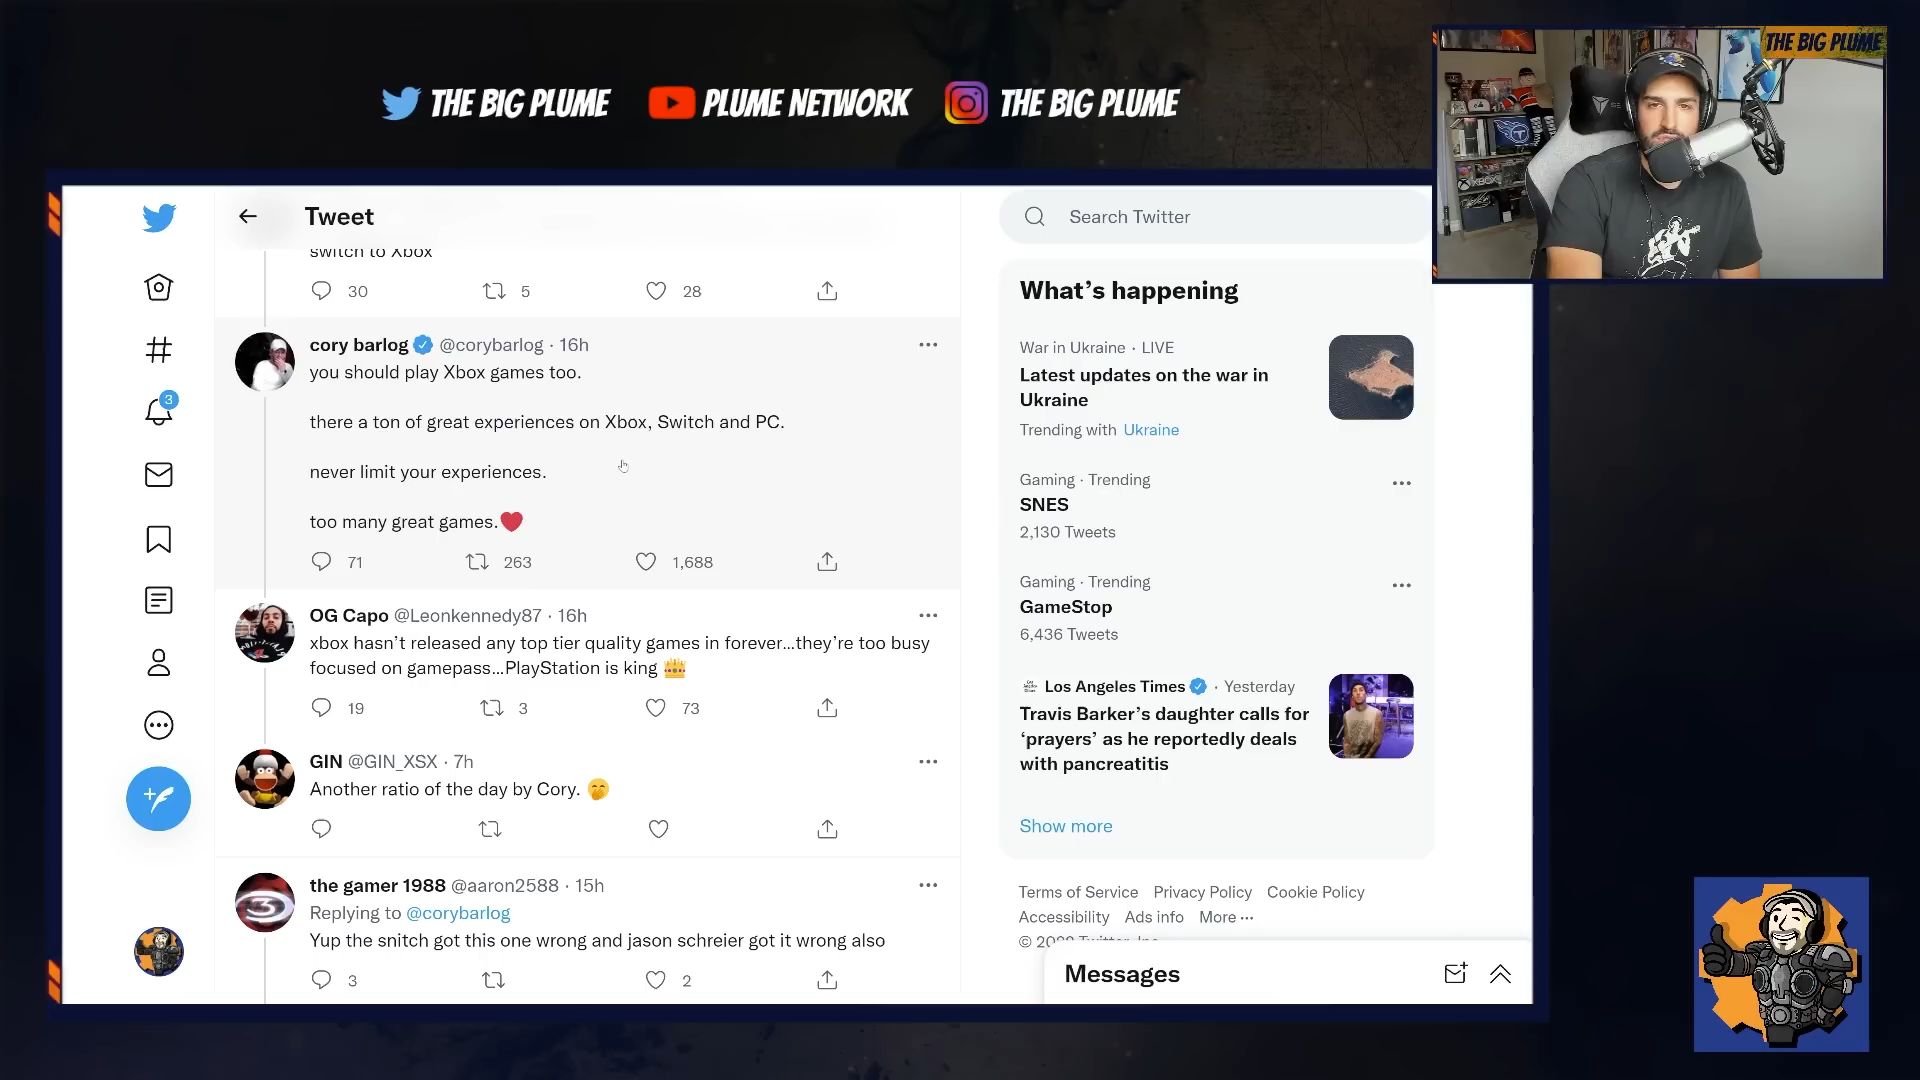 THE BIG PLUME
PLUME NETWORK
THE BIG PLUME
THE BIG PLUME
XBOX
Tweet
Search Twitter
switch to Xbox
30
5
28
cory barlog @corybarlog · 16h
you should play Xbox games too.
there a ton of great experiences on Xbox, Switch and PC.
never limit your experiences.
too many great games.❤️
71
263
1,688
OG Capo @Leonkennedy87 · 16h
xbox hasn't released any top tier quality games in forever...they're too busy
focused on gamepass...PlayStation is king 👑
19
3
73
GIN @GIN_XSX · 7h
Another ratio of the day by Cory. 🤭
the gamer 1988 @aaron2588 · 15h
Replying to @corybarlog
Yup the snitch got this one wrong and jason schreier got it wrong also
3
2
3
What's happening
War in Ukraine · LIVE
Latest updates on the war in
Ukraine
Trending with Ukraine
Gaming · Trending
SNES
2,130 Tweets
Gaming · Trending
GameStop
6,436 Tweets
Los Angeles Times · Yesterday
Travis Barker's daughter calls for
'prayers' as he reportedly deals
with pancreatitis
Show more
Terms of Service Privacy Policy Cookie Policy
Accessibility Ads info More ···
Messages